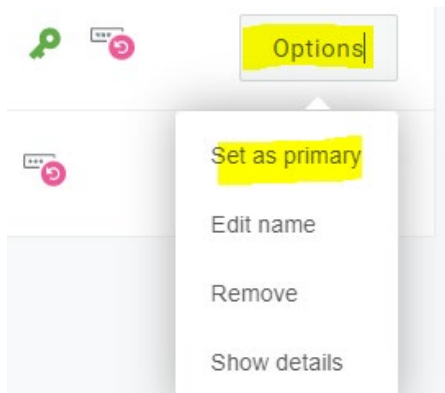 Options
Set as primary
Edit name
Remove
Show details